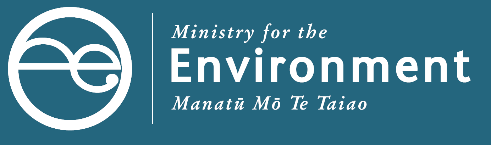 Ministry for the
Environment
Manatū Mō Te Taiao